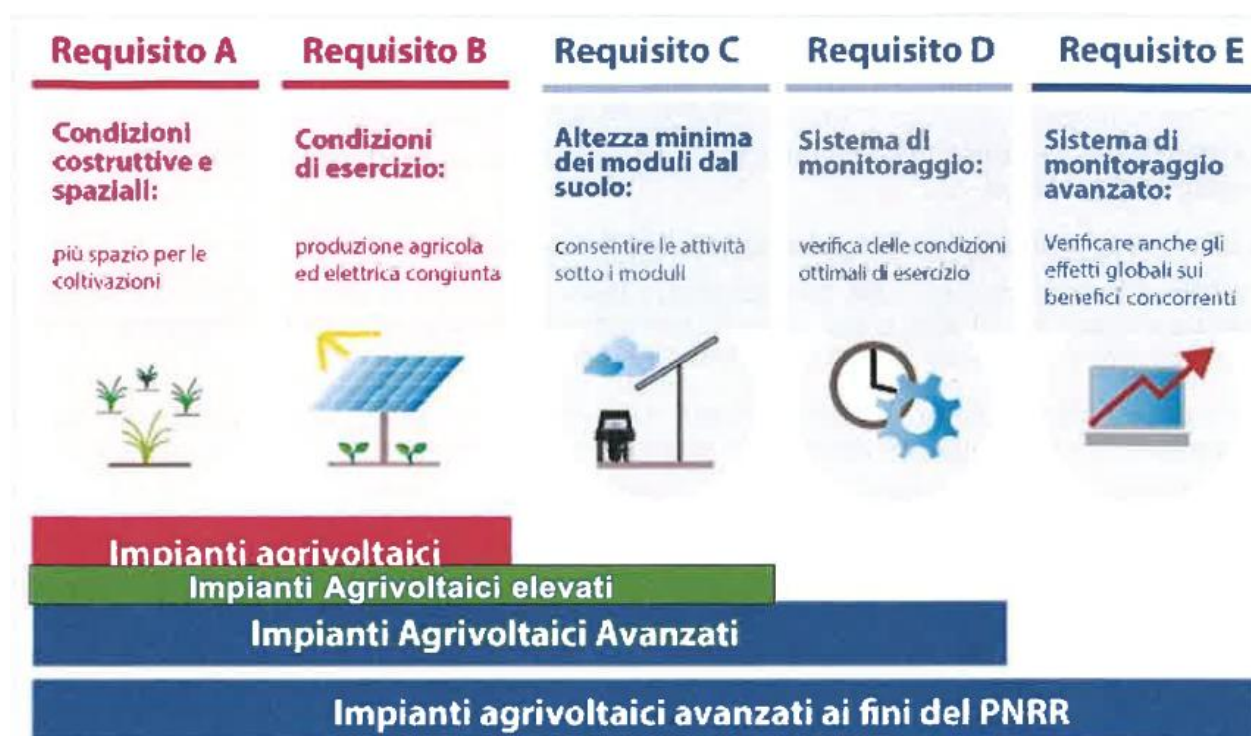 Requisito A
Requisito B
Requisito C
Requisito D
Requisito E
Condizioni
costruttive e
spaziali:
più spazio per le
coltivazioni
Condizioni
di esercizio:
produzione agricola
ed elettrica congiunta
Altezza minima
dei moduli dal
suolo:
consentire le attività
sotto i moduli
Sistema di
monitoraggio:
verifica delle condizioni
ottimali di esercizio
Sistema di
monitoraggio
avanzato:
Verificare anche gli
effetti globali sui
benefici concorrenti
Impianti agrivoltaici
Impianti Agrivoltaici elevati
Impianti Agrivoltaici Avanzati
Impianti agrivoltaici avanzati ai fini del PNRR